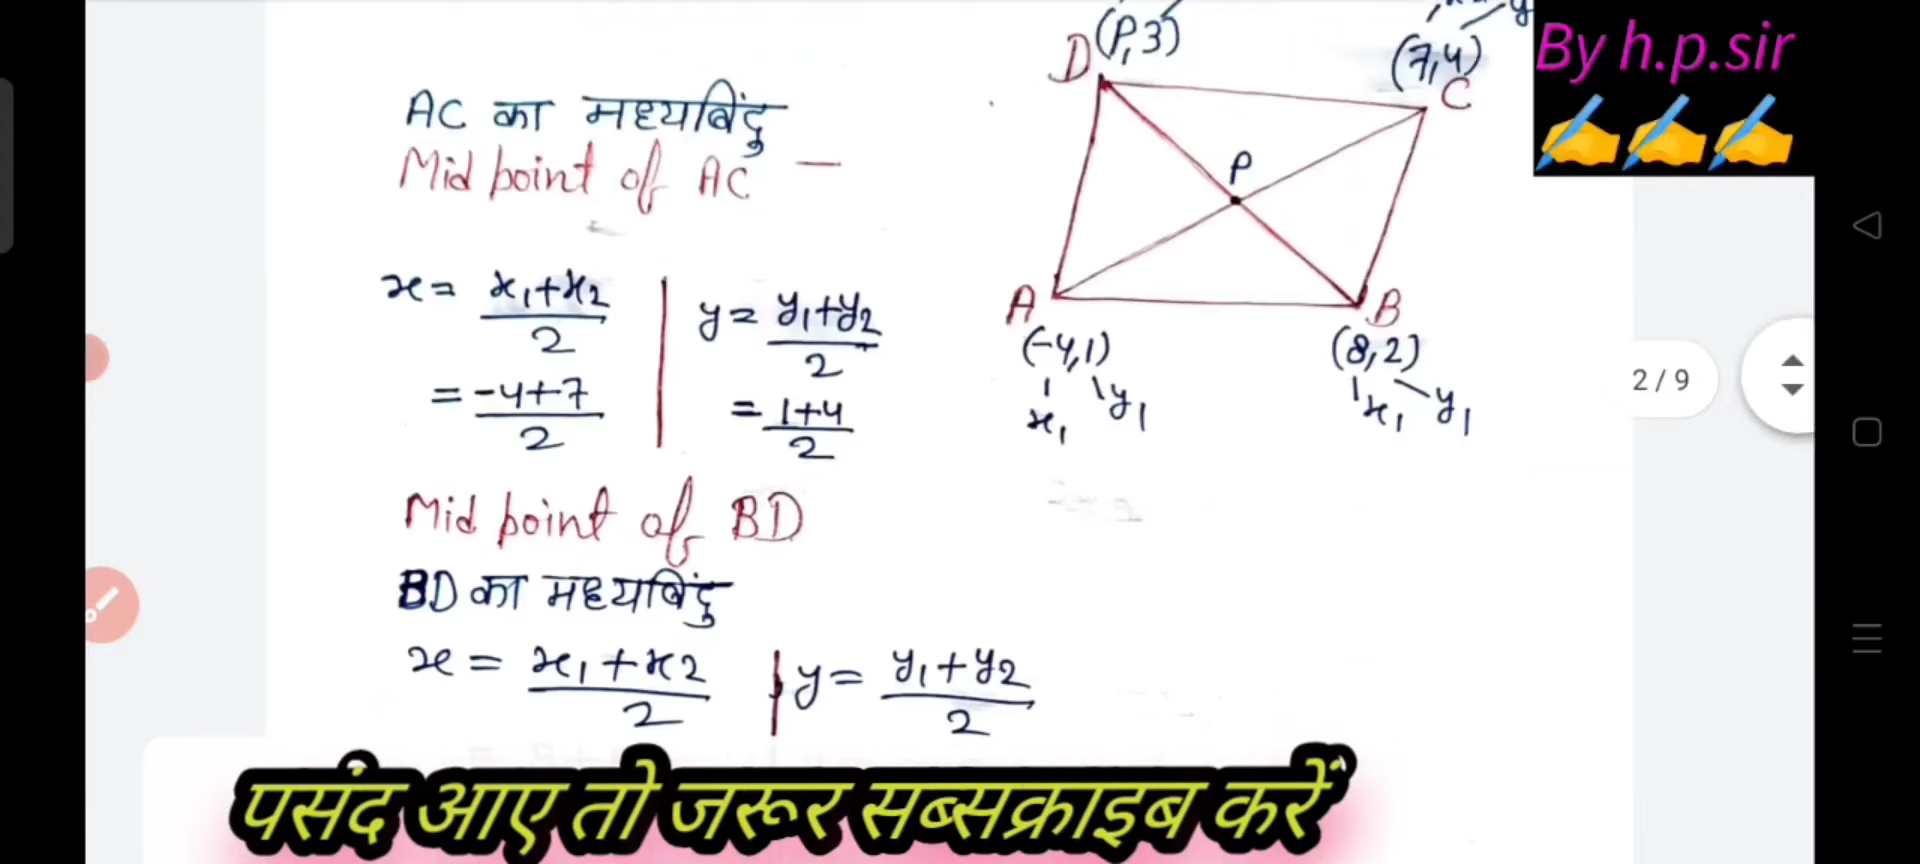 D (P,3)
(7,4)
C
By h.p.sir
AC का मध्यबिंदु
Mid point of AC —
P
x = x₁+x₂/2 | y = y₁+y₂/2
= -4+7/2 | = 1+4/2
A
B
(-4,1)
(8,2)
x₁ y₁
x₁ y₁
2 / 9
Mid point of BD
BD का मध्यबिंदु
x = x₁+x₂/2 | y = y₁+y₂/2
पसंद आए तो जरूर सब्सक्राइब करें